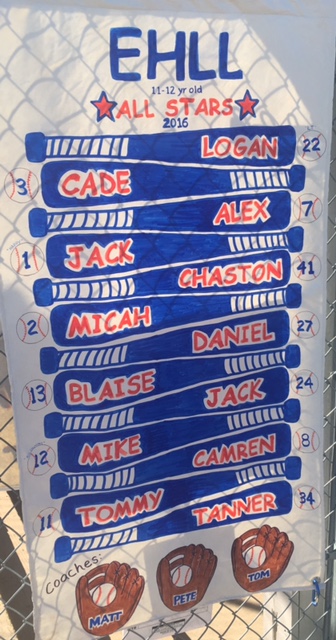 EHLL
11-12 yr old
ALL STARS
2016
LOGAN 22
3 CADE
ALEX 7
1 JACK
CHASTON 41
2 MICAH
DANIEL 27
13 BLAISE
JACK 24
12 MIKE
CAMREN 8
11 TOMMY
TANNER 34
Coaches:
MATT
PETE
TOM